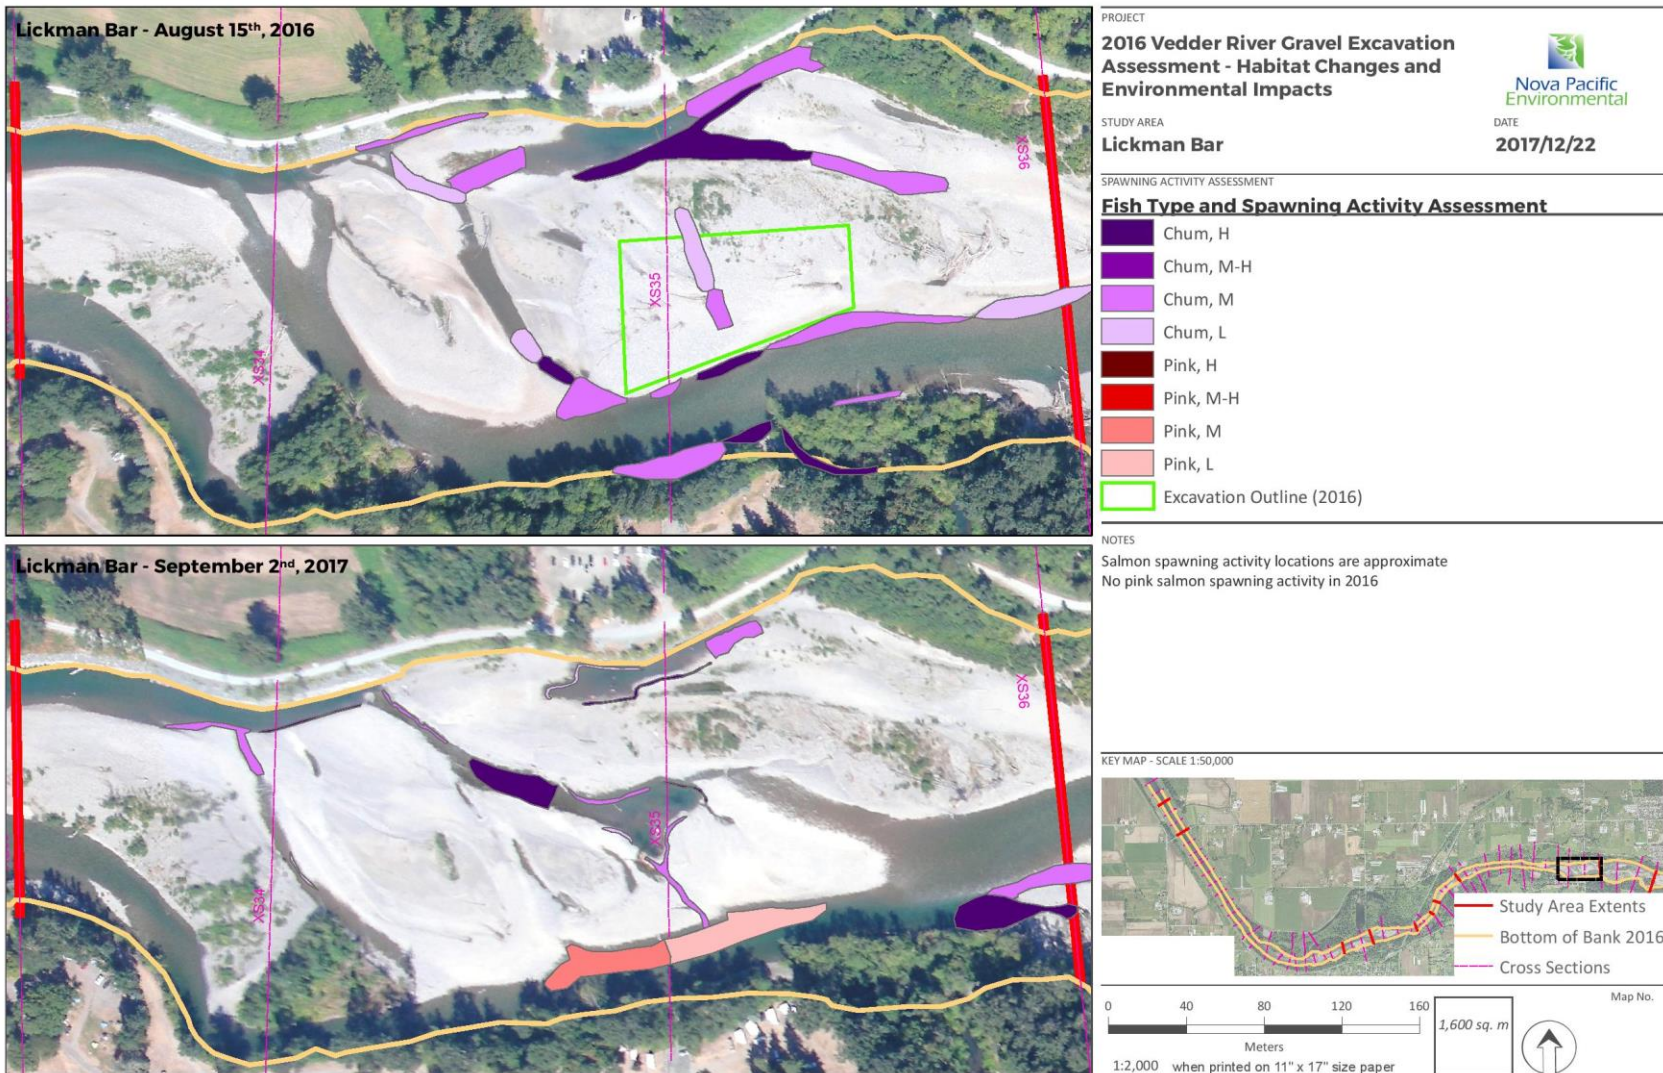 Lickman Bar - August 15th, 2016
XS34
XS35
XS36
Lickman Bar - September 2nd, 2017
XS34
XS35
XS36
PROJECT
2016 Vedder River Gravel Excavation
Assessment - Habitat Changes and
Environmental Impacts
Nova Pacific
Environmental
STUDY AREA
Lickman Bar
DATE
2017/12/22
SPAWNING ACTIVITY ASSESSMENT
Fish Type and Spawning Activity Assessment
Chum, H
Chum, M-H
Chum, M
Chum, L
Pink, H
Pink, M-H
Pink, M
Pink, L
Excavation Outline (2016)
NOTES
Salmon spawning activity locations are approximate
No pink salmon spawning activity in 2016
KEY MAP - SCALE 1:50,000
Study Area Extents
Bottom of Bank 2016
Cross Sections
0 40 80 120 160
Meters
1:2,000 when printed on 11" x 17" size paper
1,600 sq. m
Map No.